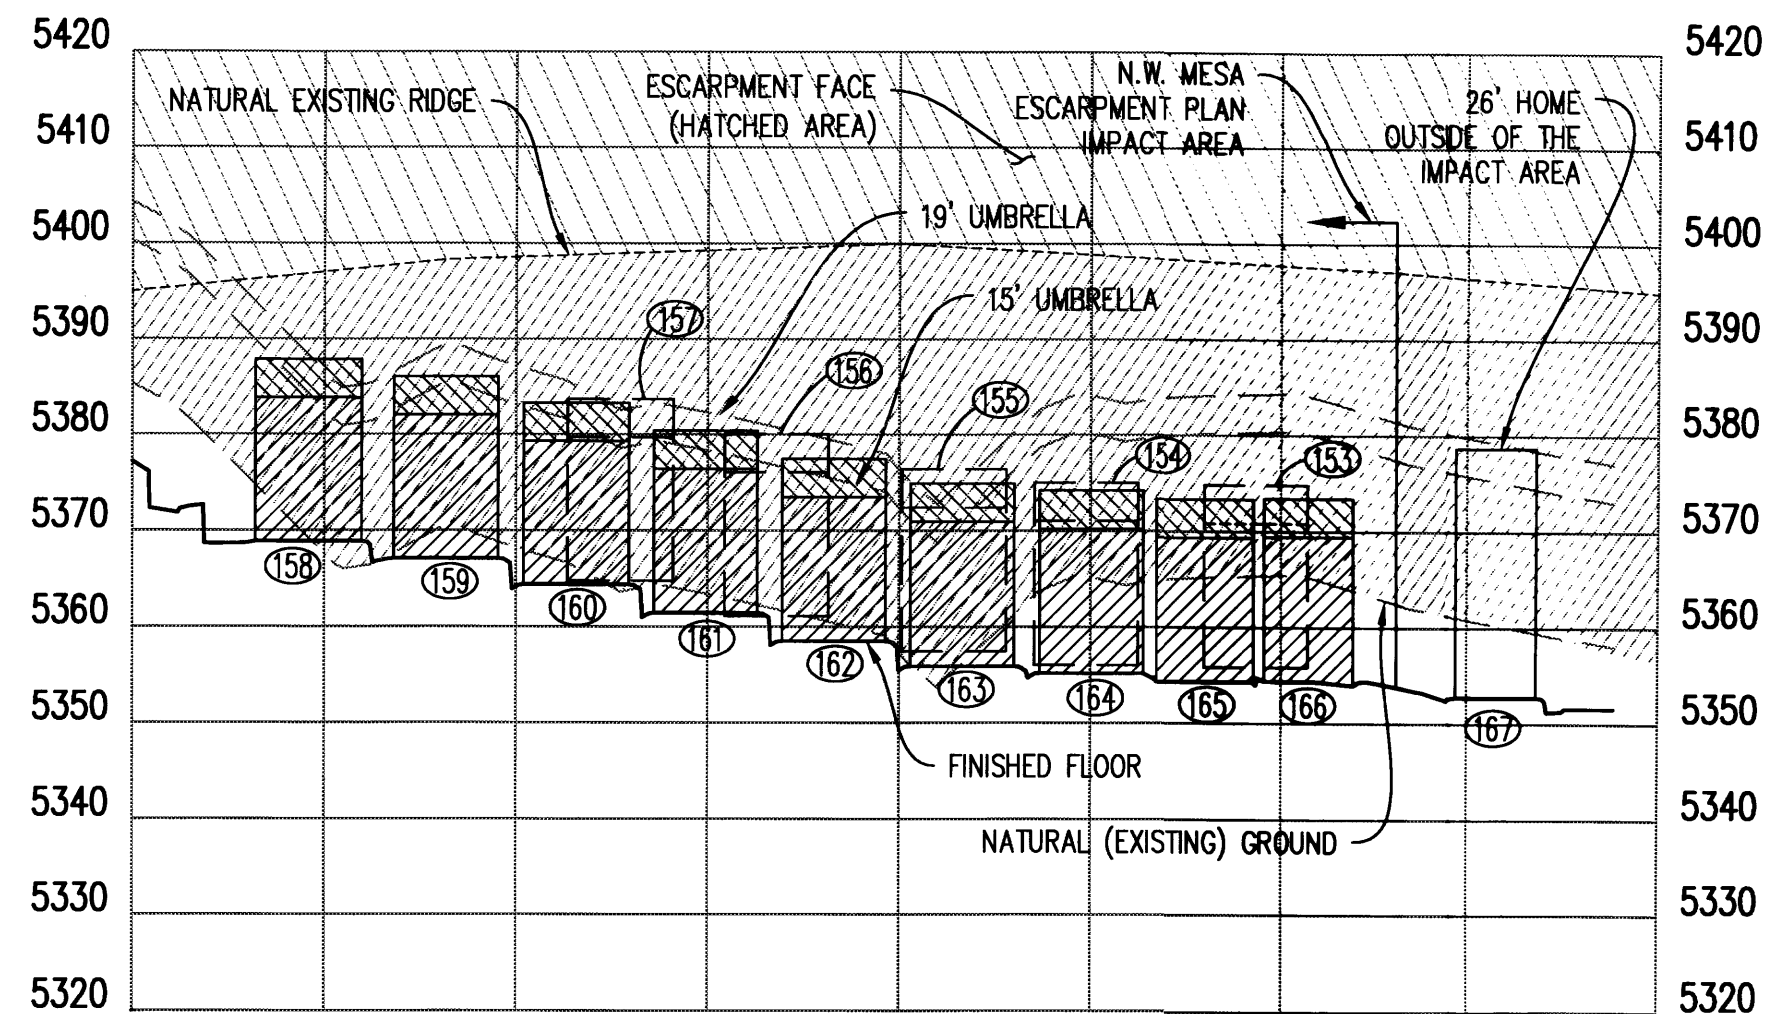 5420
5420
NATURAL EXISTING RIDGE
ESCARPMENT FACE
(HATCHED AREA)
N.W. MESA
ESCARPMENT PLAN
IMPACT AREA
26' HOME
OUTSIDE OF THE
IMPACT AREA
5410
5410
5400
5400
19' UMBRELLA
15' UMBRELLA
5390
5390
157
156
155
154
153
5380
5380
5370
5370
158
159
160
161
162
163
164
165
166
167
5360
5360
5350
5350
FINISHED FLOOR
NATURAL (EXISTING) GROUND
5340
5340
5330
5330
5320
5320